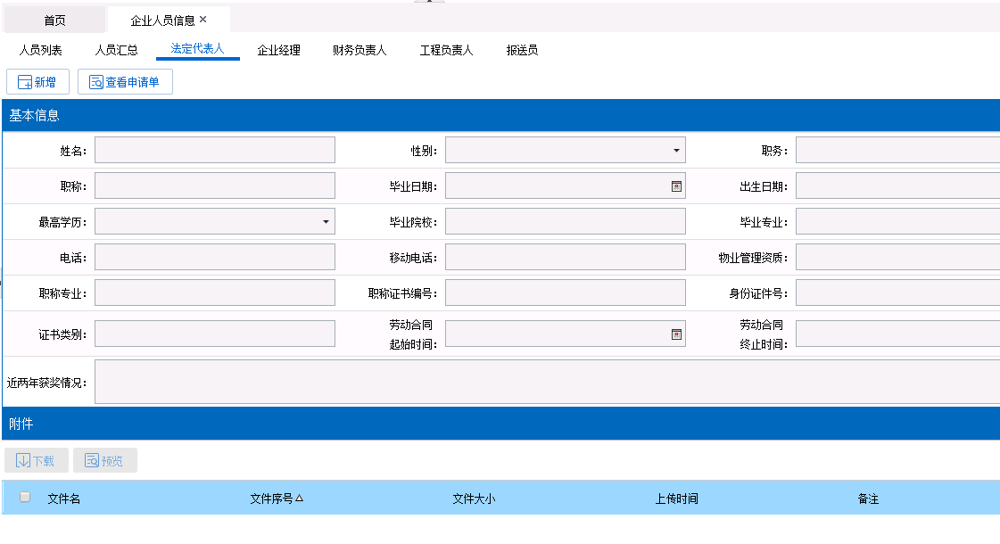 首页 企业人员信息 ×
人员列表 人员汇总 法定代表人 企业经理 财务负责人 工程负责人 报送员
新增 查看申请单
基本信息
姓名： 性别： 职务：
职称： 毕业日期： 出生日期：
最高学历： 毕业院校： 毕业专业：
电话： 移动电话： 物业管理资质：
职称专业： 职称证书编号： 身份证件号：
证书类别： 劳动合同 劳动合同
起始时间： 终止时间：
近两年获奖情况：
附件
下载 预览
文件名 文件序号△ 文件大小 上传时间 备注